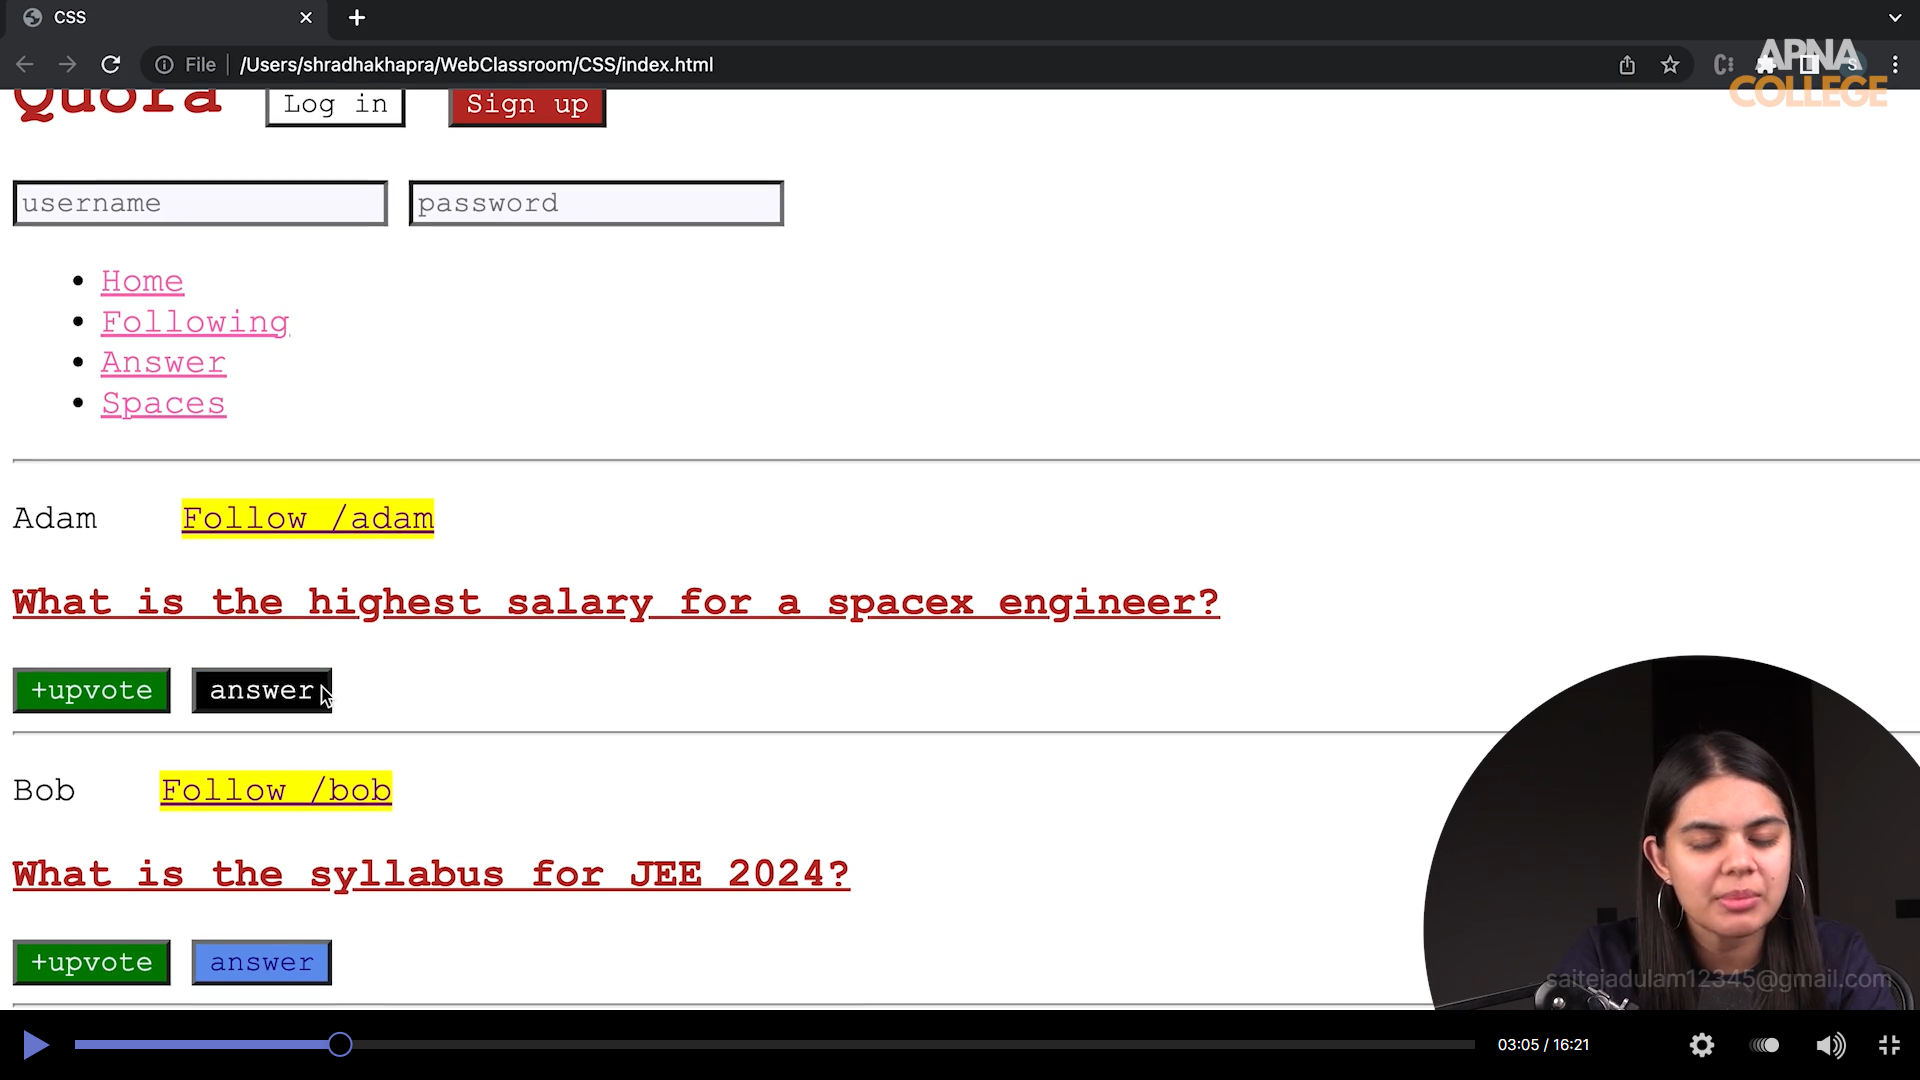 CSS
File /Users/shradhakhapra/WebClassroom/CSS/index.html
APNA
COLLEGE
Quora Log in Sign up
username password
Home
Following
Answer
Spaces
Adam Follow /adam
What is the highest salary for a spacex engineer?
+upvote answer
Bob Follow /bob
What is the syllabus for JEE 2024?
+upvote answer
saitejadulam12345@gmail.com
03:05 / 16:21